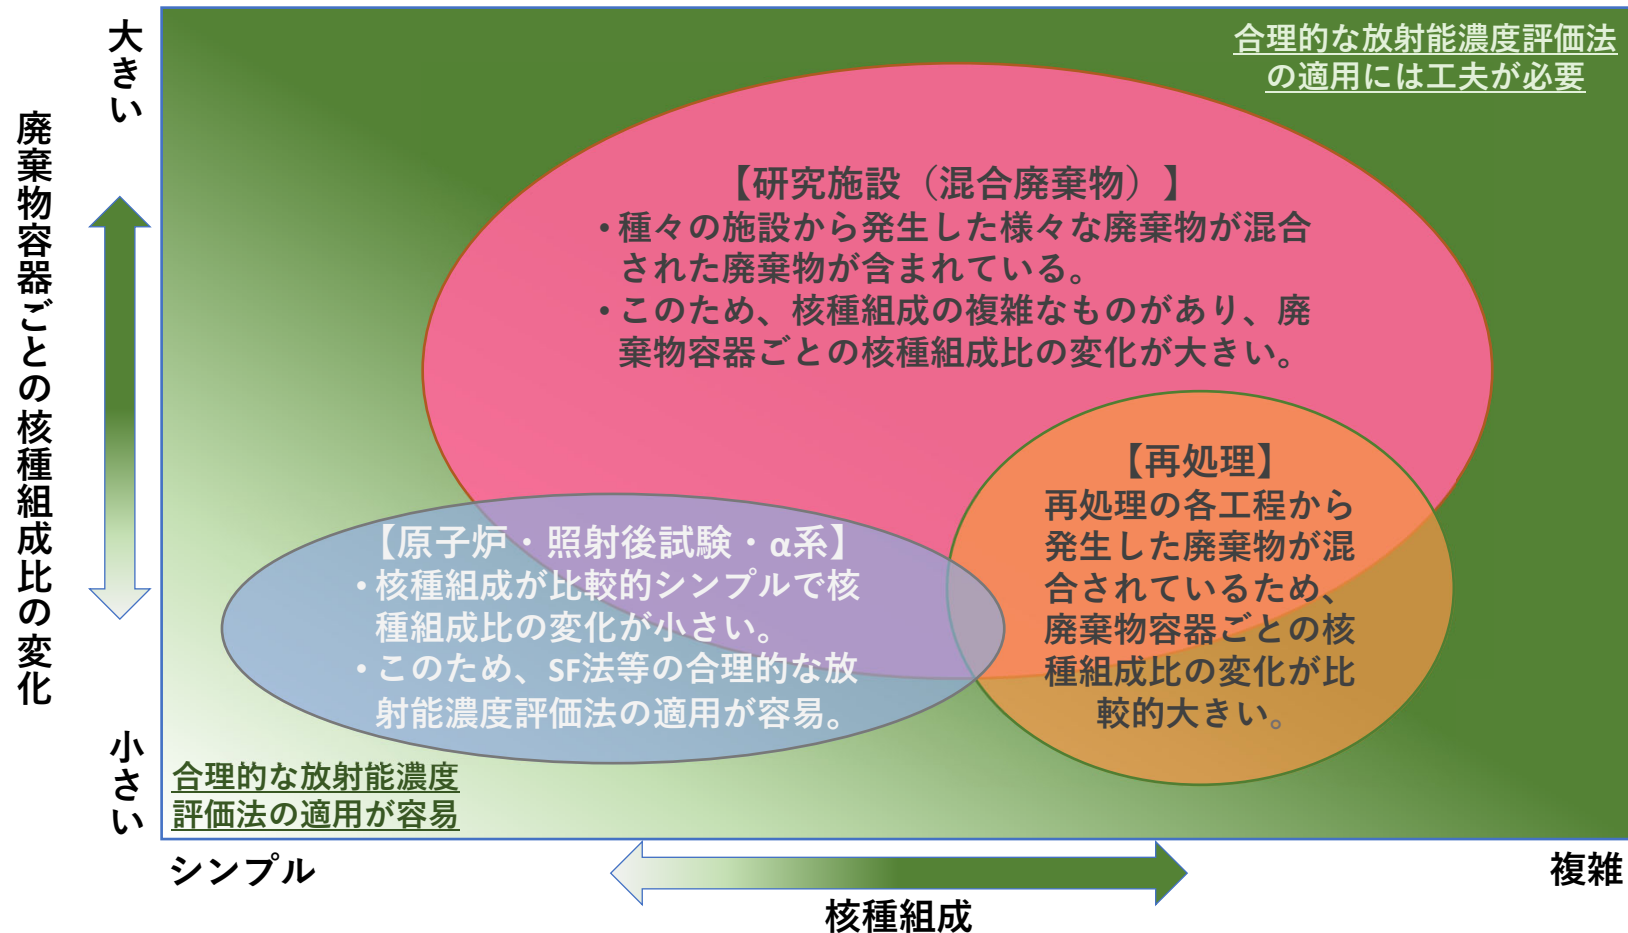 大きい
廃棄物容器ごとの核種組成比の変化
小さい
合理的な放射能濃度評価法
の適用には工夫が必要
【研究施設（混合廃棄物）】
・種々の施設から発生した様々な廃棄物が混合
された廃棄物が含まれている。
・このため、核種組成の複雑なものがあり、廃
棄物容器ごとの核種組成比の変化が大きい。
【原子炉・照射後試験・α系】
・核種組成が比較的シンプルで核
種組成比の変化が小さい。
・このため、SF法等の合理的な放
射能濃度評価法の適用が容易。
【再処理】
再処理の各工程から
発生した廃棄物が混
合されているため、
廃棄物容器ごとの核
種組成比の変化が比
較的大きい。
合理的な放射能濃度
評価法の適用が容易
シンプル
複雑
核種組成